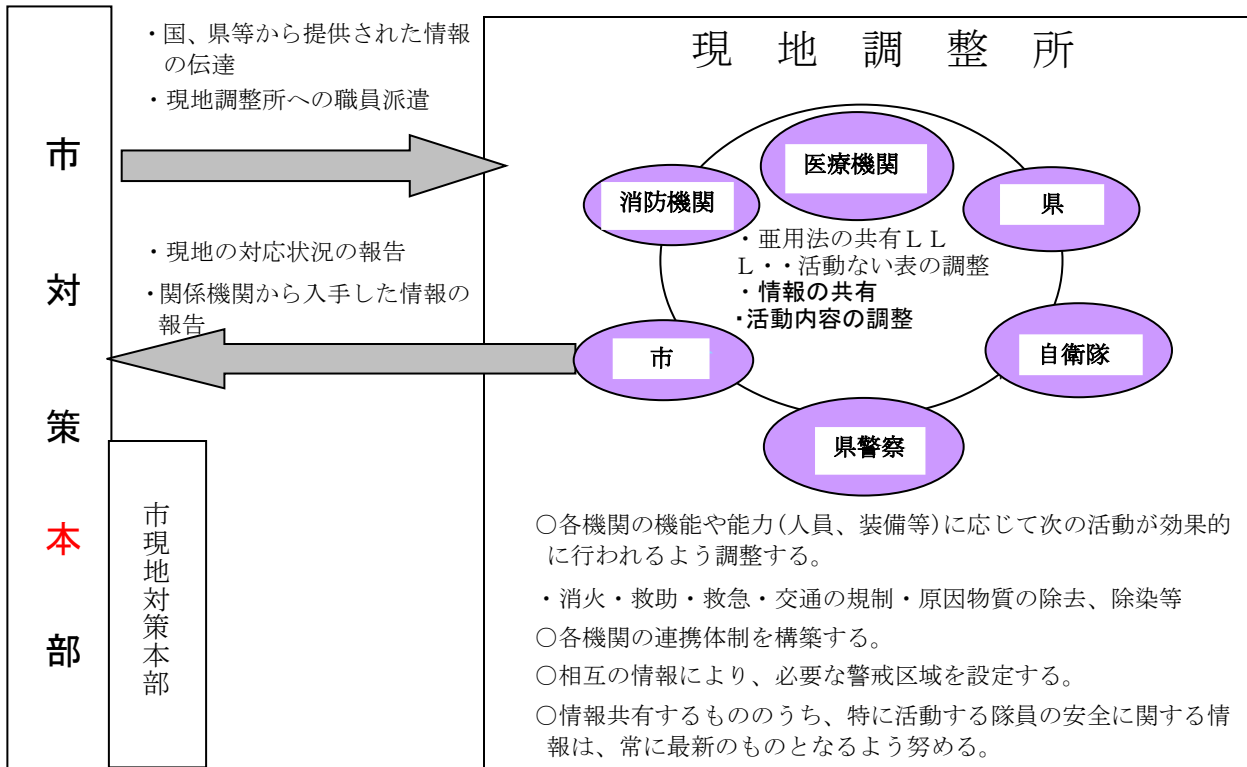 市対策本部
市現地対策本部
・国、県等から提供された情報
の伝達
・現地調整所への職員派遣
・現地の対応状況の報告
・関係機関から入手した情報の
報告
現地調整所
医療機関
消防機関
県
・亜用法の共有ＬＬ
Ｌ・・活動ない表の調整
・情報の共有
・活動内容の調整
市
自衛隊
県警察
○各機関の機能や能力(人員、装備等)に応じて次の活動が効果的
に行われるよう調整する。
・消火・救助・救急・交通の規制・原因物質の除去、除染等
○各機関の連携体制を構築する。
○相互の情報により、必要な警戒区域を設定する。
○情報共有するもののうち、特に活動する隊員の安全に関する情
報は、常に最新のものとなるよう努める。